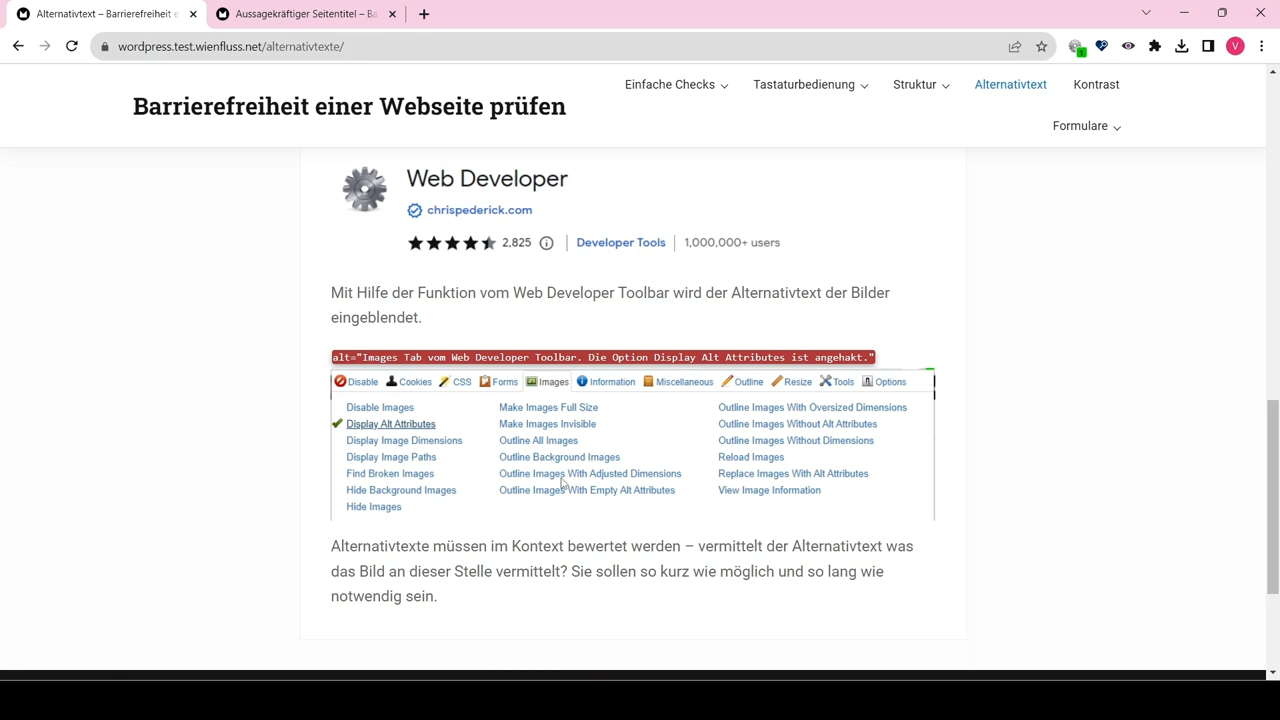 Alternativtext – Barrierefreiheit e
Aussagekräftiger Seitentitel – Ba
wordpress.test.wienfluss.net/alternativtexte/
1
V
Barrierefreiheit einer Webseite prüfen
Einfache Checks
Tastaturbedienung
Struktur
Alternativtext
Kontrast
Formulare
Web Developer
chrispederick.com
2,825 | Developer Tools | 1,000,000+ users
Mit Hilfe der Funktion vom Web Developer Toolbar wird der Alternativtext der Bilder
eingeblendet.
alt="Images Tab vom Web Developer Toolbar. Die Option Display Alt Attributes ist angehakt."
Disable Cookies CSS Forms Images Information Miscellaneous Outline Resize Tools Options
Disable Images Make Images Full Size Outline Images With Oversized Dimensions
Display Alt Attributes Make Images Invisible Outline Images Without Alt Attributes
Display Image Dimensions Outline All Images Outline Images Without Dimensions
Display Image Paths Outline Background Images Reload Images
Find Broken Images Outline Images With Adjusted Dimensions Replace Images With Alt Attributes
Hide Background Images Outline Images With Empty Alt Attributes View Image Information
Hide Images
Alternativtexte müssen im Kontext bewertet werden – vermittelt der Alternativtext was
das Bild an dieser Stelle vermittelt? Sie sollen so kurz wie möglich und so lang wie
notwendig sein.